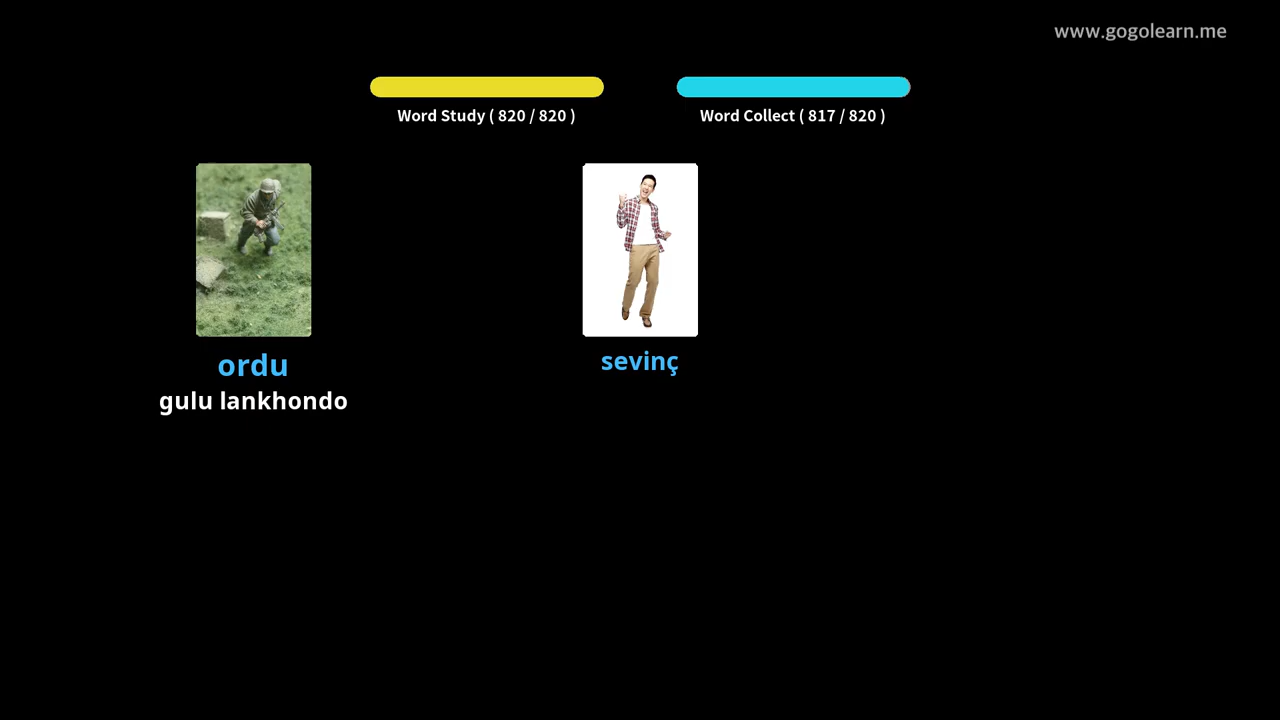 www.gogolearn.me
Word Study ( 820 / 820 )
Word Collect ( 817 / 820 )
ordu
sevinç
gulu lankhondo